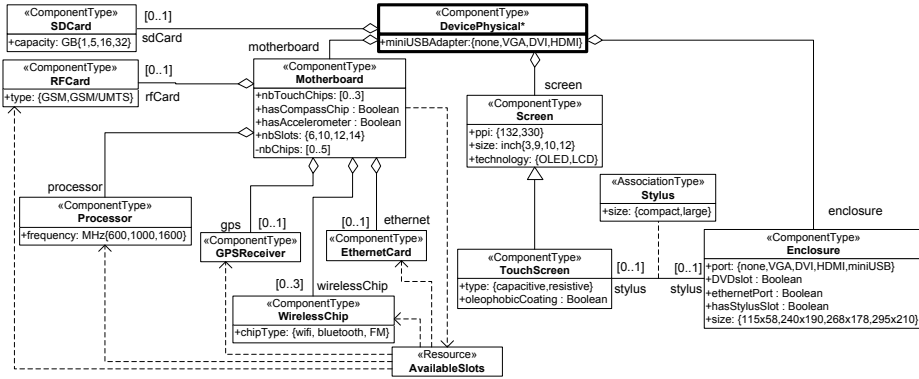 «ComponentType»
SDCard
+capacity: GB{1,5,16,32}
[0..1]
sdCard
«ComponentType»
DevicePhysical*
+miniUSBAdapter:{none,VGA,DVI,HDMI}
motherboard
«ComponentType»
RFCard
+type: {GSM,GSM/UMTS}
[0..1]
rfCard
«ComponentType»
Motherboard
+nbTouchChips: [0..3]
+hasCompassChip : Boolean
+hasAccelerometer : Boolean
+nbSlots: {6,10,12,14}
-nbChips: [0..5]
screen
«ComponentType»
Screen
+ppi: {132,330}
+size: inch{3,9,10,12}
+technology: {OLED,LCD}
processor
«ComponentType»
Processor
+frequency: MHz{600,1000,1600}
gps
[0..1]
«ComponentType»
GPSReceiver
[0..1]
ethernet
«ComponentType»
EthernetCard
«AssociationType»
Stylus
+size: {compact,large}
enclosure
«ComponentType»
TouchScreen
+type: {capacitive,resistive}
+oleophobicCoating : Boolean
[0..1]
stylus
[0..1]
stylus
«ComponentType»
Enclosure
+port: {none,VGA,DVI,HDMI,miniUSB}
+DVDslot : Boolean
+ethernetPort : Boolean
+hasStylusSlot : Boolean
+size: {115x58,240x190,268x178,295x210}
[0..3]
wirelessChip
«ComponentType»
WirelessChip
+chipType: {wifi, bluetooth, FM}
«Resource»
AvailableSlots